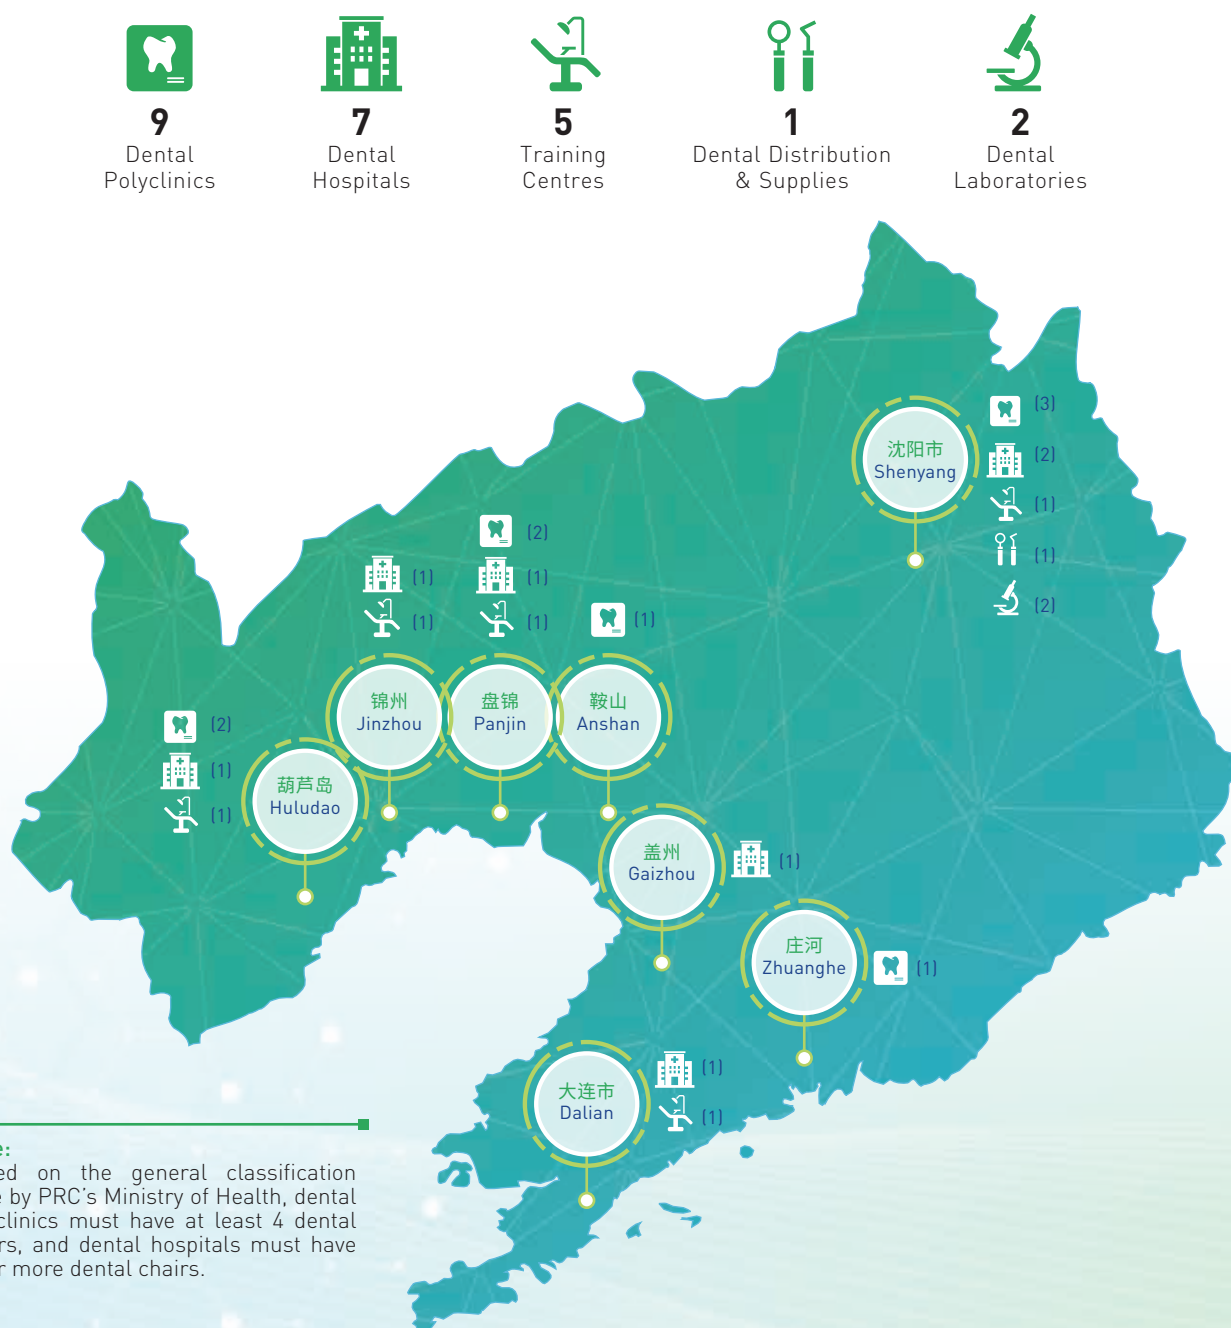 9
Dental
Polyclinics
7
Dental
Hospitals
5
Training
Centres
1
Dental Distribution
& Supplies
2
Dental
Laboratories
沈阳市
Shenyang
(3)
(2)
(1)
(1)
(2)
(1)
(1)
锦州
Jinzhou
(2)
(1)
(1)
盘锦
Panjin
(1)
鞍山
Anshan
(2)
(1)
(1)
葫芦岛
Huludao
盖州
Gaizhou
(1)
庄河
Zhuanghe
(1)
大连市
Dalian
(1)
(1)
e:
ed on the general classification
e by PRC's Ministry of Health, dental
clinics must have at least 4 dental
rs, and dental hospitals must have
r more dental chairs.